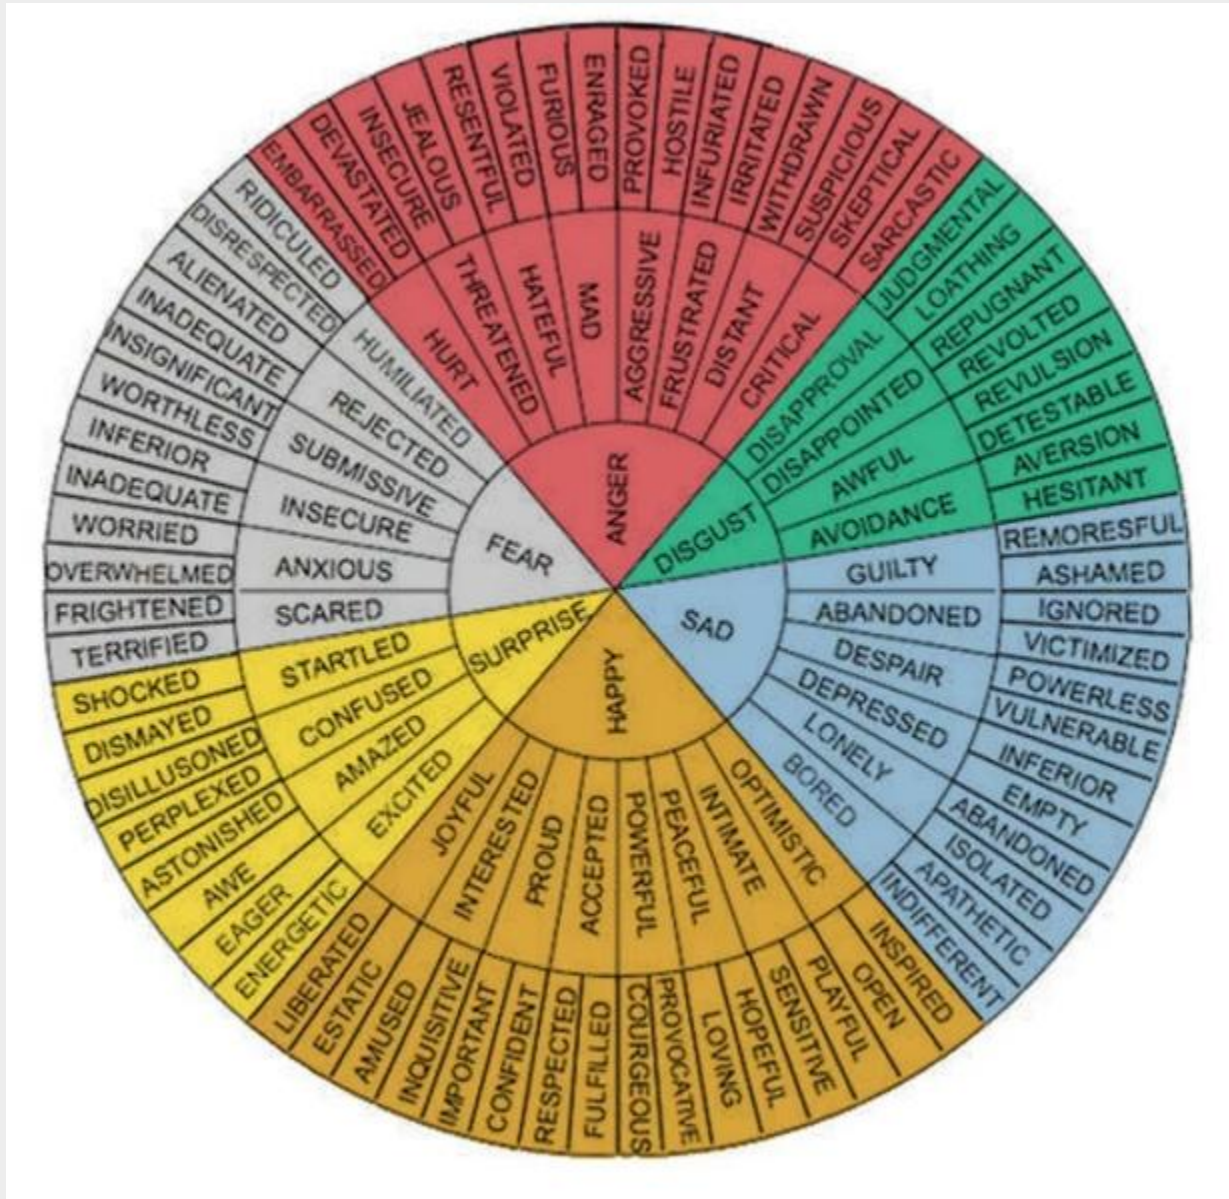 ANGER
DISGUST
SAD
HAPPY
SURPRISE
FEAR
HURT
THREATENED
HATEFUL
MAD
AGGRESSIVE
FRUSTRATED
DISTANT
CRITICAL
DISAPPROVAL
DISAPPOINTED
AWFUL
AVOIDANCE
GUILTY
ABANDONED
DESPAIR
DEPRESSED
LONELY
BORED
OPTIMISTIC
INTIMATE
PEACEFUL
POWERFUL
ACCEPTED
PROUD
INTERESTED
JOYFUL
EXCITED
AMAZED
CONFUSED
STARTLED
SCARED
ANXIOUS
INSECURE
SUBMISSIVE
REJECTED
HUMILIATED
EMBARRASSED
DEVASTATED
INSECURE
JEALOUS
RESENTFUL
VIOLATED
FURIOUS
ENRAGED
PROVOKED
HOSTILE
INFURIATED
IRRITATED
WITHDRAWN
SUSPICIOUS
SKEPTICAL
SARCASTIC
JUDGMENTAL
LOATHING
REPUGNANT
REVOLTED
REVULSION
DETESTABLE
AVERSION
HESITANT
REMORESFUL
ASHAMED
IGNORED
VICTIMIZED
POWERLESS
VULNERABLE
INFERIOR
EMPTY
ABANDONED
ISOLATED
APATHETIC
INDIFFERENT
INSPIRED
OPEN
PLAYFUL
SENSITIVE
HOPEFUL
LOVING
PROVOCATIVE
COURGEOUS
FULFILLED
RESPECTED
CONFIDENT
IMPORTANT
INQUISITIVE
AMUSED
ESTATIC
LIBERATED
ENERGETIC
EAGER
AWE
ASTONISHED
PERPLEXED
DISILLUSONED
DISMAYED
SHOCKED
TERRIFIED
FRIGHTENED
OVERWHELMED
WORRIED
INADEQUATE
INFERIOR
WORTHLESS
INSIGNIFICANT
INADEQUATE
ALIENATED
DISRESPECTED
RIDICULED